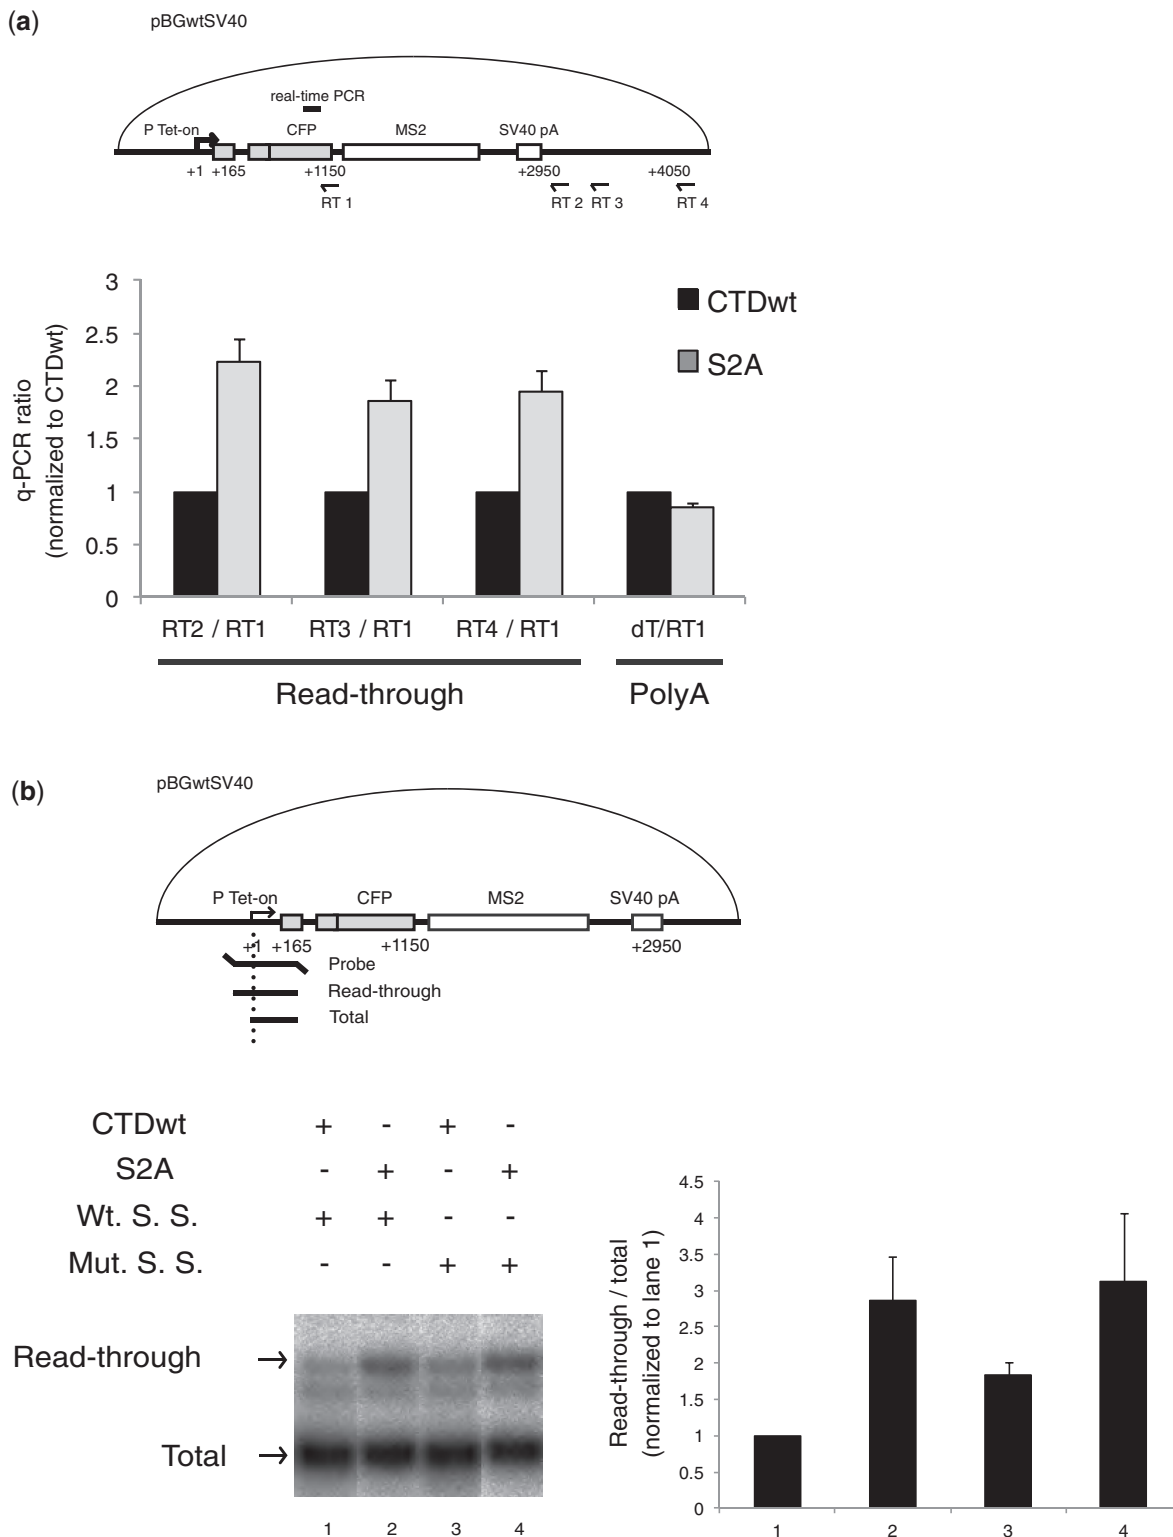 (a)
pBGwtSV40
real-time PCR
P Tet-on CFP MS2 SV40 pA
+1 +165 +1150 +2950 +4050
RT 1 RT 2 RT 3 RT 4
3
2.5
2
1.5
1
0.5
0
q-PCR ratio
(normalized to CTDwt)
CTDwt
S2A
RT2 / RT1 RT3 / RT1 RT4 / RT1 dT/RT1
Read-through PolyA
(b)
pBGwtSV40
P Tet-on CFP MS2 SV40 pA
+1 +165 +1150 +2950
Probe
Read-through
Total
CTDwt + - + -
S2A - + - +
Wt. S. S. + + - -
Mut. S. S. - - + +
Read-through
Total
1 2 3 4
Read-through / total
(normalized to lane 1)
4.5
4
3.5
3
2.5
2
1.5
1
0.5
0
1 2 3 4